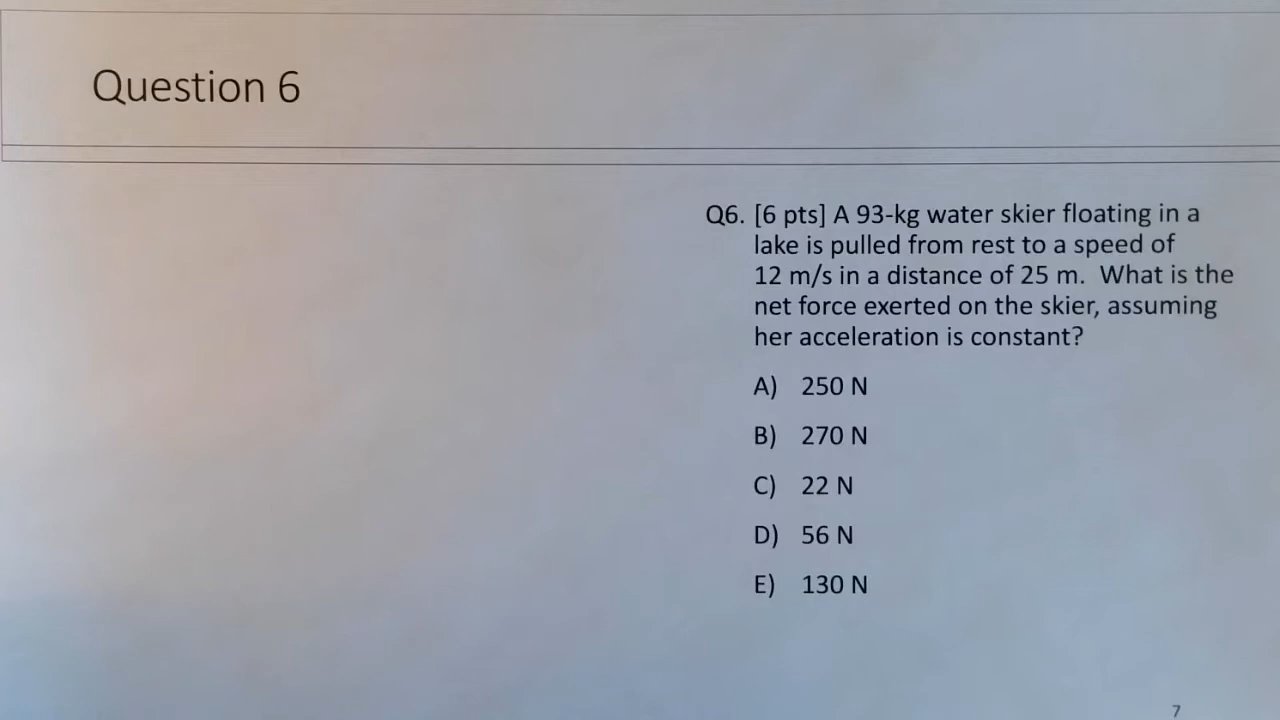 Question 6
Q6. [6 pts] A 93-kg water skier floating in a
lake is pulled from rest to a speed of
12 m/s in a distance of 25 m.  What is the
net force exerted on the skier, assuming
her acceleration is constant?
A) 250 N
B) 270 N
C) 22 N
D) 56 N
E) 130 N
7